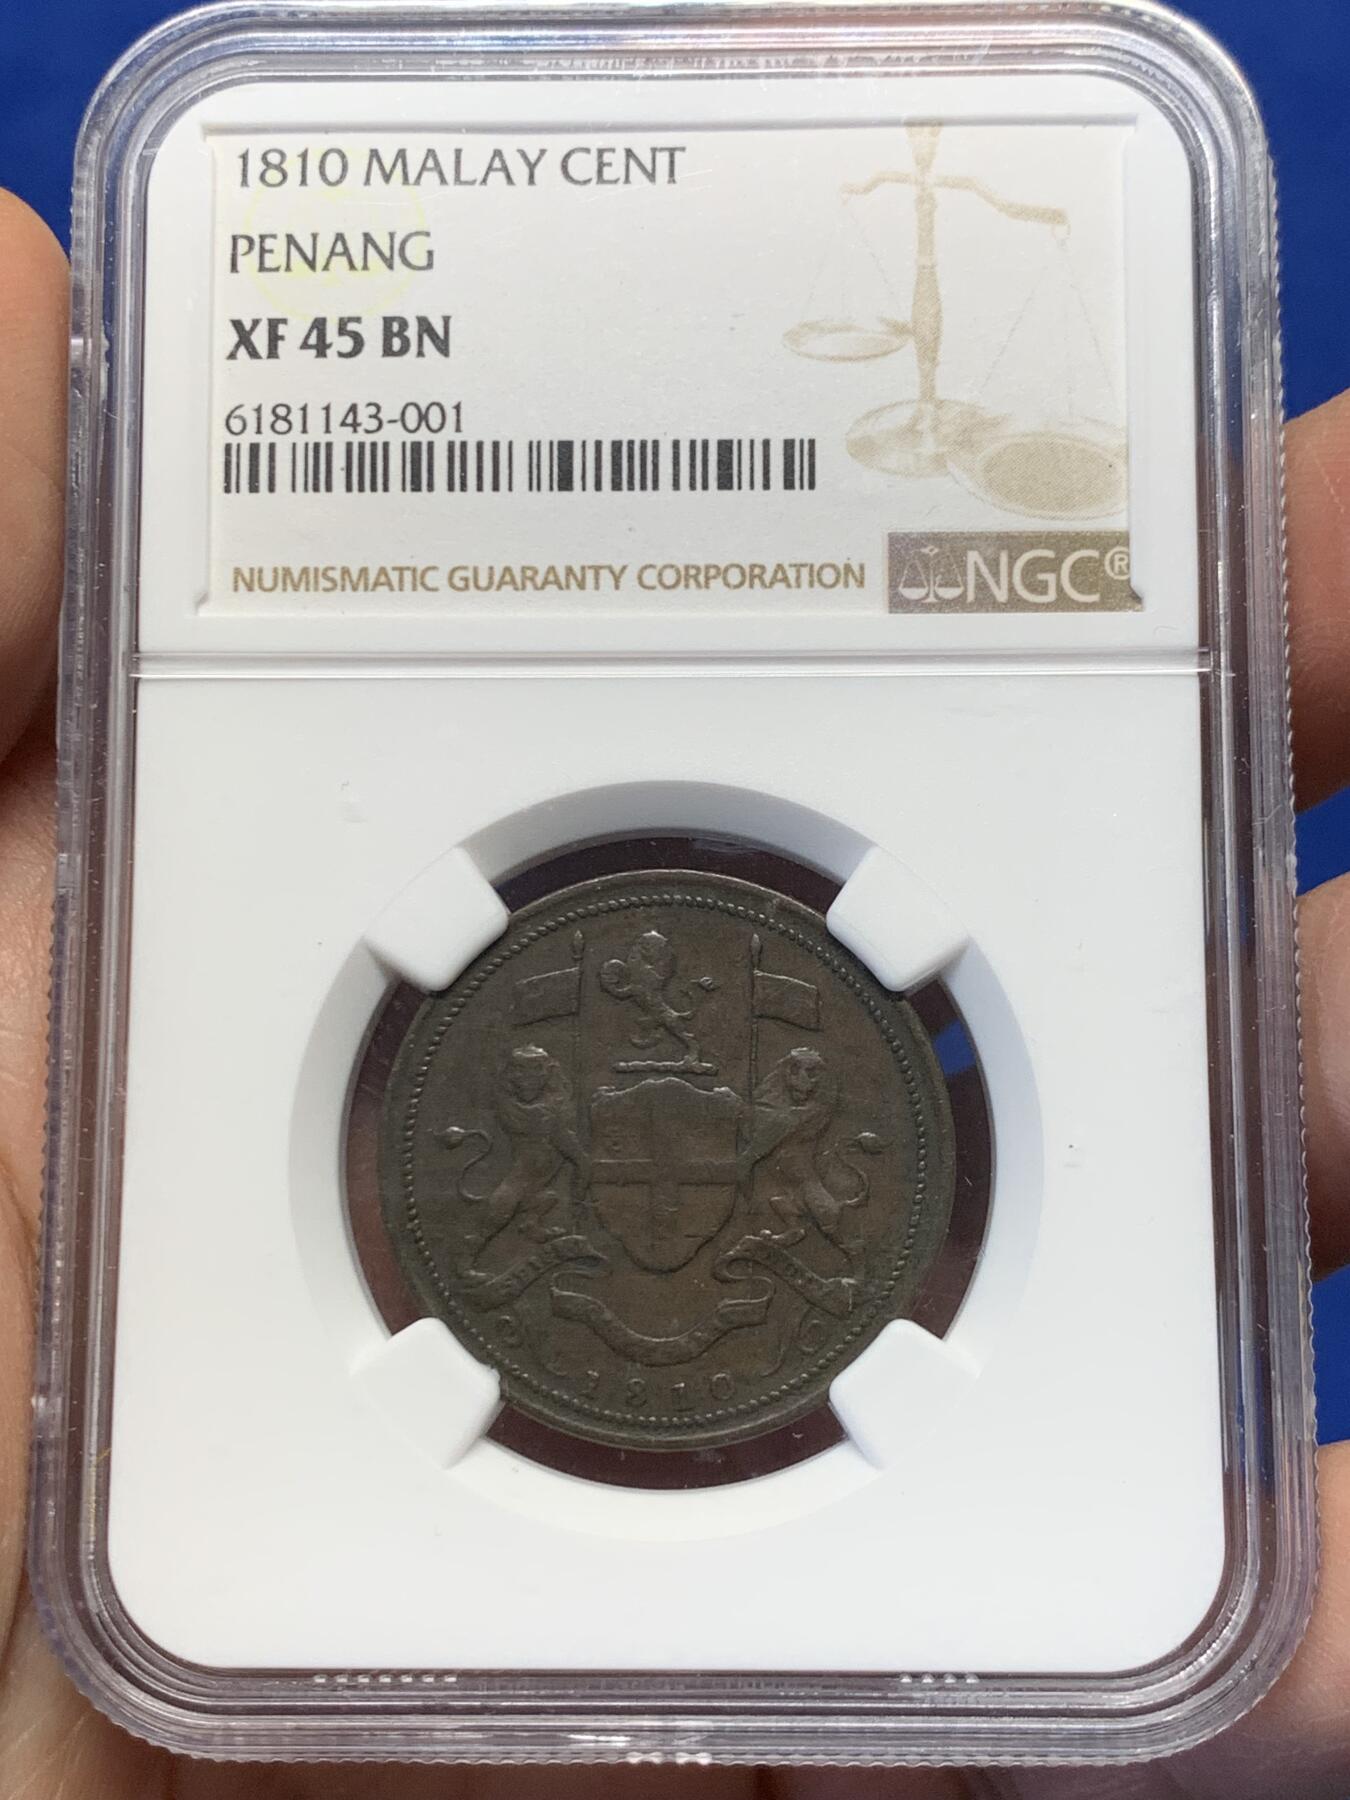 1810 MALAY CENT
PENANG
XF 45 BN
6181143-001
NUMISMATIC GUARANTY CORPORATION
NGC®
1810